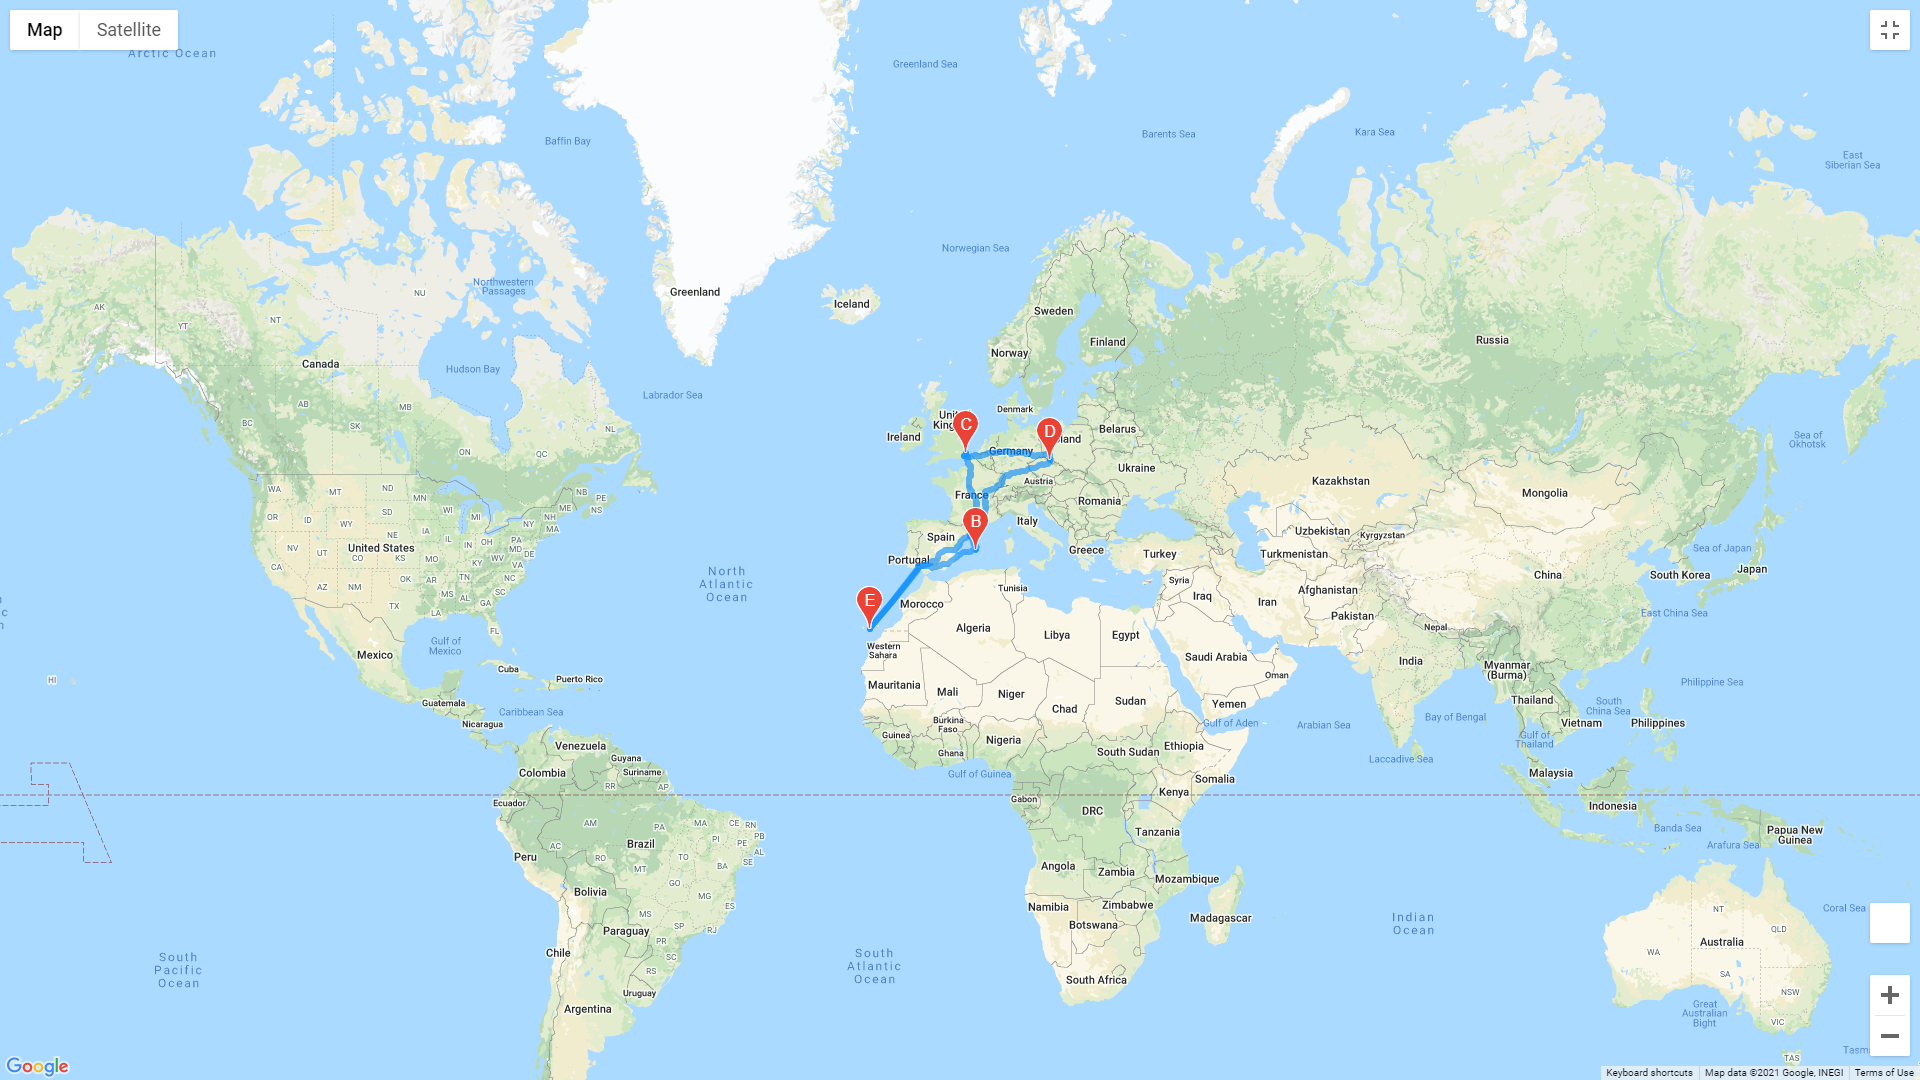 Map
Satellite
Arctic Ocean
Greenland Sea
Baffin Bay
Barents Sea
Kara Sea
East
Siberian Sea
Norwegian Sea
Northwestern
Passages
NU
Greenland
Iceland
AK
YT
NT
Sweden
Finland
Russia
Norway
Canada
Hudson Bay
Labrador Sea
AB
MB
BC
SK
NL
ON
QC
Denmark
Ireland
C
D
Germany
Belarus
Ukraine
Sea of
Okhotsk
Austria
France
Romania
Kazakhstan
Mongolia
WA
MT
ND
MN
OR
ID
SD
WI
MI
WY
IA
NE
NV
UT
CO
KS
MO
CA
AZ
NM
OK
AR
TN
TX
LA
MS
AL
GA
SC
NC
FL
NB
PE
NS
ME
NH
MA
NY
PA
MD
DE
OH
IN
WV
United States
B
Italy
Spain
Portugal
Greece
Turkey
Uzbekistan
Kyrgyzstan
Turkmenistan
China
Sea of Japan
South Korea
Japan
North
Atlantic
Ocean
E
Tunisia
Morocco
Algeria
Libya
Egypt
Western
Sahara
Syria
Iraq
Iran
Afghanistan
Pakistan
Nepal
East China Sea
Saudi Arabia
India
Myanmar
(Burma)
Oman
Gulf of
Mexico
Mexico
Cuba
Puerto Rico
HI
Guatemala
Caribbean Sea
Nicaragua
Mauritania
Mali
Niger
Chad
Sudan
Yemen
Gulf of Aden
Arabian Sea
Bay of Bengal
Thailand
South
China Sea
Philippine Sea
Vietnam
Philippines
Gulf of
Thailand
Burkina
Faso
Guinea
Ghana
Nigeria
South Sudan
Ethiopia
Laccadive Sea
Malaysia
Somalia
Gulf of Guinea
Venezuela
Guyana
Suriname
Colombia
RR
AP
Ecuador
Gabon
DRC
Kenya
Indonesia
Tanzania
Banda Sea
Papua New
Guinea
Arafura Sea
AM
PA
MA
CE
RN
PB
PE
AL
SE
PI
AC
RO
TO
MT
BA
GO
MG
ES
MS
SP
RJ
PR
SC
RS
Brazil
Peru
Bolivia
Angola
Zambia
Mozambique
Namibia
Zimbabwe
Botswana
Madagascar
Paraguay
Chile
Uruguay
Argentina
South
Pacific
Ocean
South
Atlantic
Ocean
South Africa
Indian
Ocean
Coral Sea
NT
QLD
WA
Australia
SA
NSW
Great
Australian
Bight
VIC
TAS
Google
Keyboard shortcuts
Map data ©2021 Google, INEGI
Terms of Use